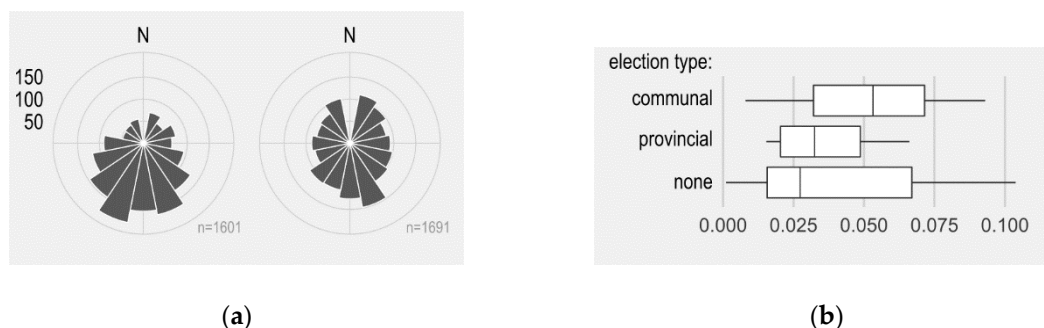 N
N
150
100
50
n=1601
n=1691
(a)
election type:
communal
provincial
none
0.000 0.025 0.050 0.075 0.100
(b)